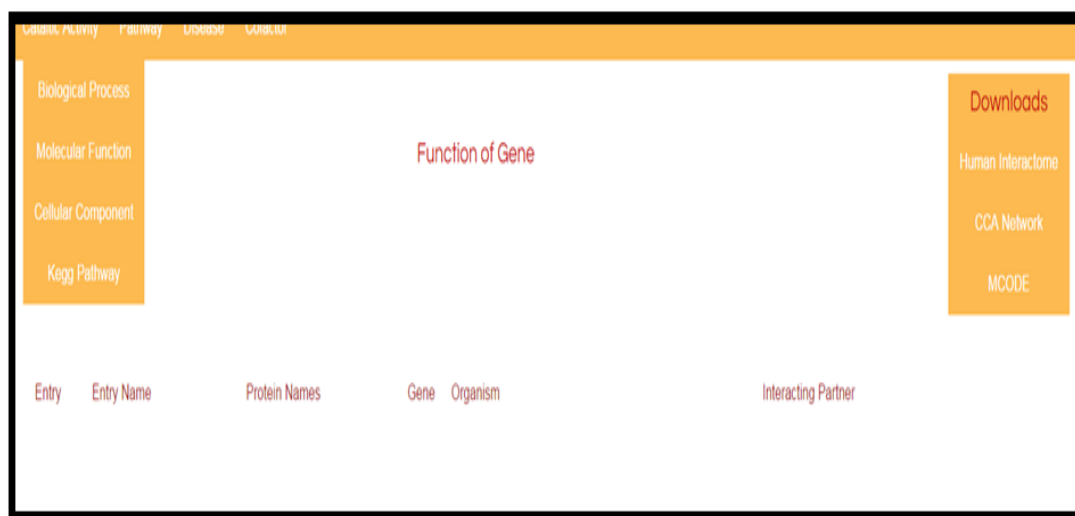 Catalitic Activity Pathway Disease Cofactor
Biological Process
Molecular Function
Cellular Component
Kegg Pathway
Function of Gene
Downloads
Human Interactome
CCA Network
MCODE
Entry Entry Name Protein Names Gene Organism Interacting Partner